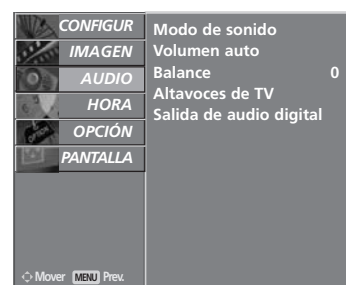 CONFIGUR
IMAGEN
AUDIO
HORA
OPCIÓN
PANTALLA
Modo de sonido
Volumen auto
Balance 0
Altavoces de TV
Salida de audio digital
Mover MENU Prev.